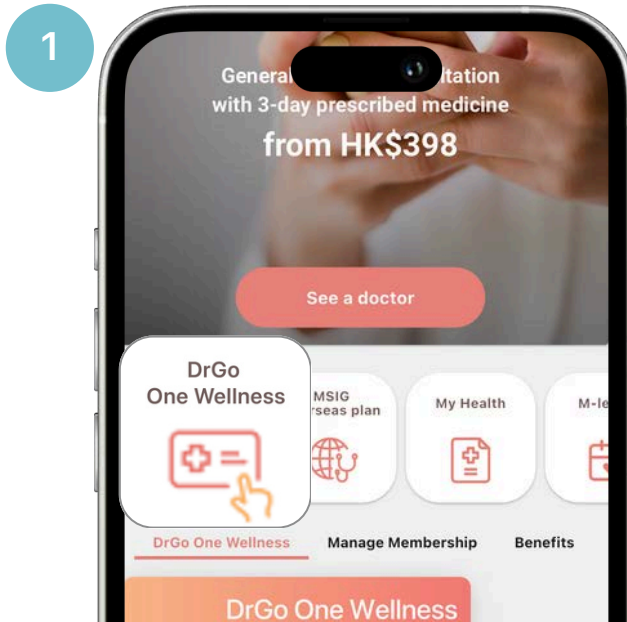 1
General
tation
with 3-day prescribed medicine
from HK$398
See a doctor
DrGo
One Wellness
MSIG
rseas plan
My Health
M-le
DrGo One Wellness
Manage Membership
Benefits
DrGo One Wellness